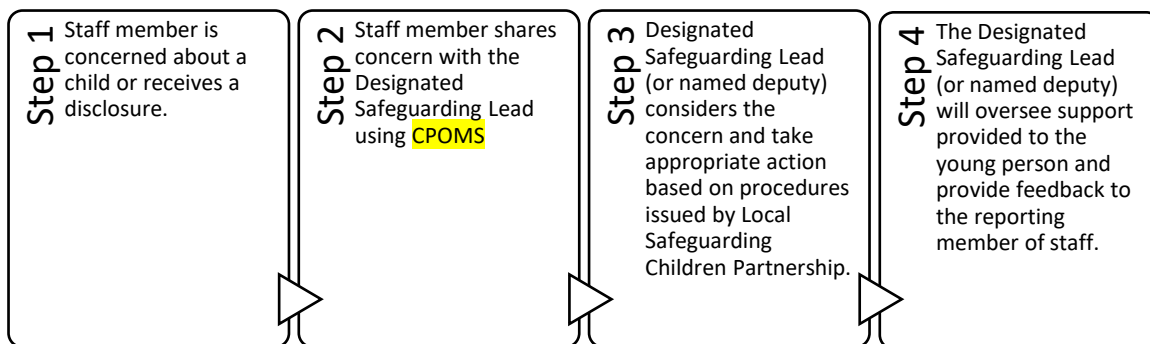 Step 1
Staff member is
concerned about a
child or receives a
disclosure.
Step 2
Staff member shares
concern with the
Designated
Safeguarding Lead
using CPOMS
Step 3
Designated
Safeguarding Lead
(or named deputy)
considers the
concern and take
appropriate action
based on procedures
issued by Local
Safeguarding
Children Partnership.
Step 4
The Designated
Safeguarding Lead
(or named deputy)
will oversee support
provided to the
young person and
provide feedback to
the reporting
member of staff.